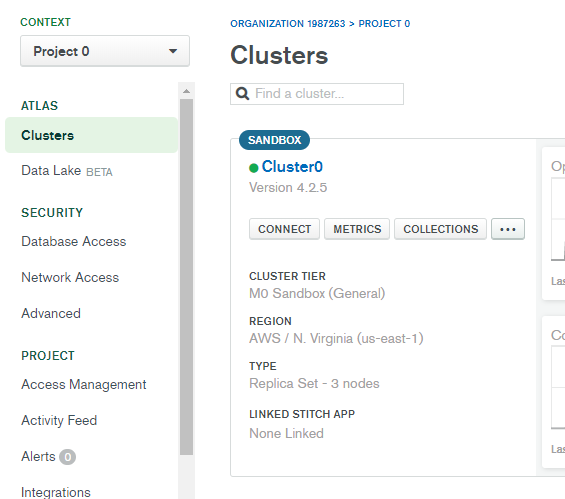 CONTEXT
Project 0
ATLAS
Clusters
Data Lake BETA
SECURITY
Database Access
Network Access
Advanced
PROJECT
Access Management
Activity Feed
Alerts 0
Integrations
ORGANIZATION 1987263 > PROJECT 0
Clusters
Find a cluster...
SANDBOX
Cluster0
Version 4.2.5
CONNECT METRICS COLLECTIONS ...
CLUSTER TIER
M0 Sandbox (General)
REGION
AWS / N. Virginia (us-east-1)
TYPE
Replica Set - 3 nodes
LINKED STITCH APP
None Linked
Op
Las
Co
Las